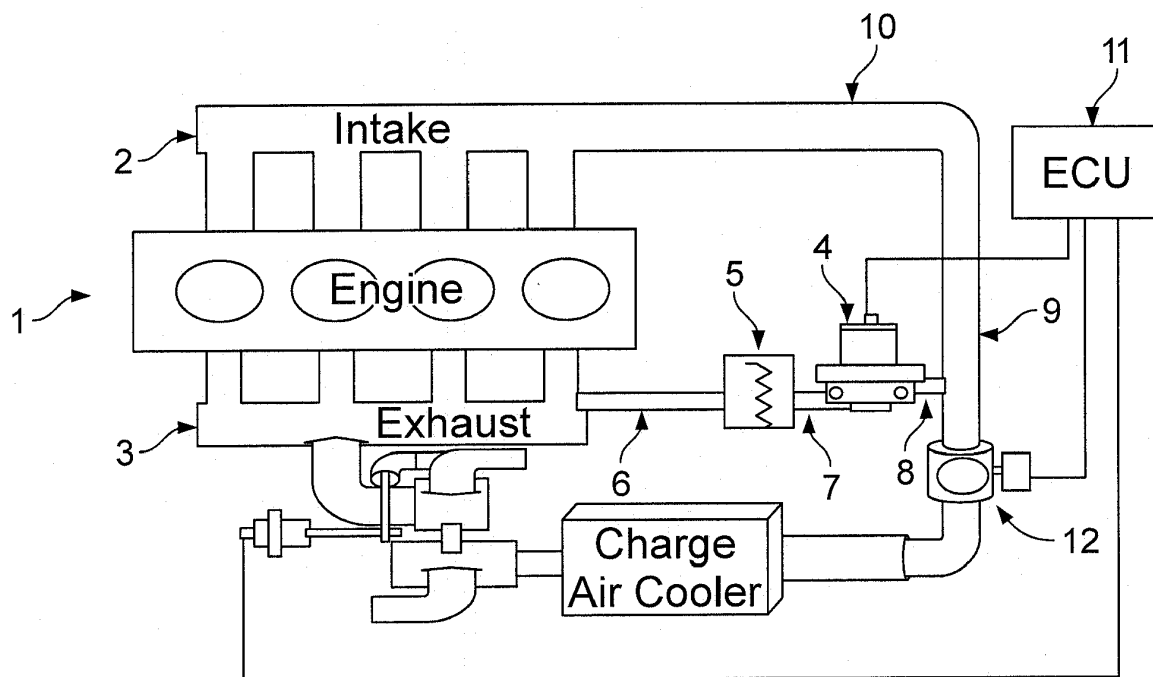 10
11
2
Intake
ECU
1
Engine
5
4
9
3
Exhaust
6
7
8
12
Charge
Air Cooler